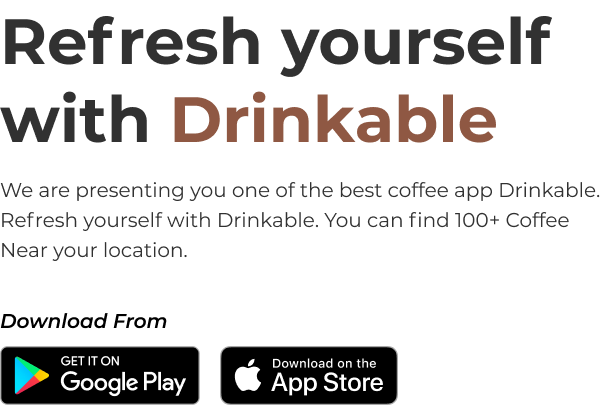 Refresh yourself
with Drinkable
We are presenting you one of the best coffee app Drinkable.
Refresh yourself with Drinkable. You can find 100+ Coffee
Near your location.
Download From
GET IT ON
Google Play
Download on the
App Store